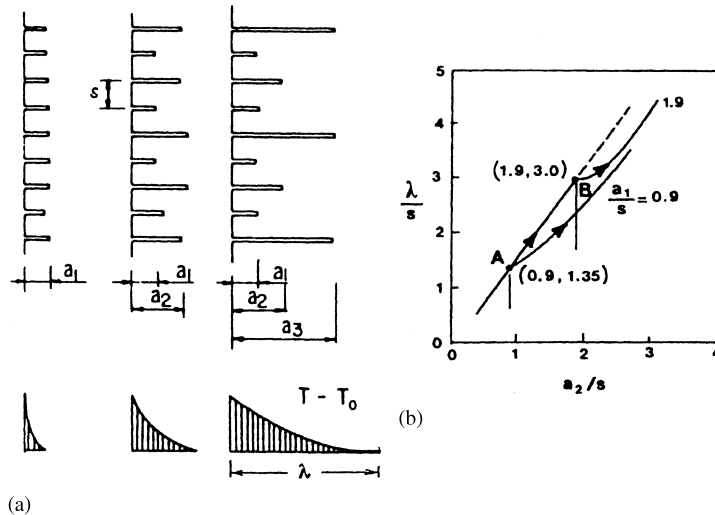 s
a₁
a₁
a₂
a₁
a₂
a₃
T − T₀
λ
(a)
5
4
3
2
1
0
λ/s
0
1
2
3
4
a₂/s
1.9
(1.9, 3.0)
B
a₁/s = 0.9
A
(0.9, 1.35)
(b)